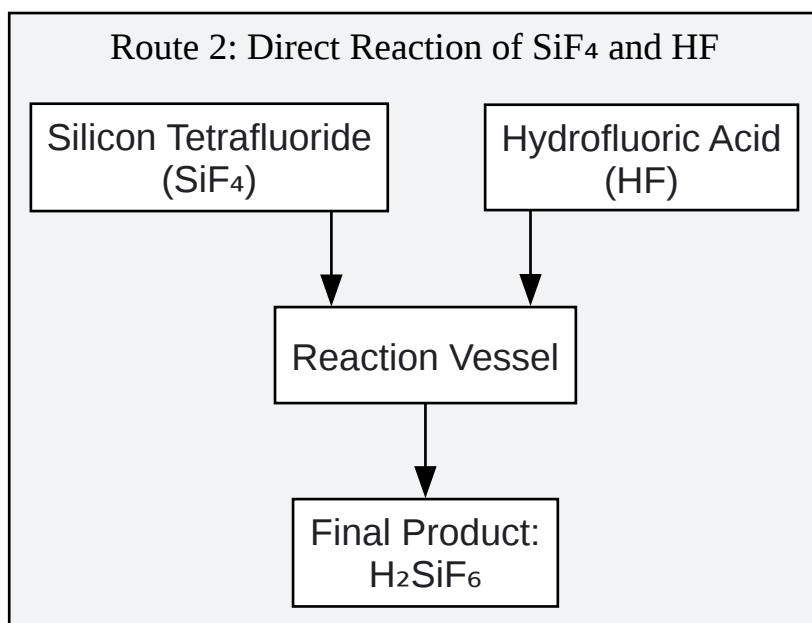 Route 2: Direct Reaction of SiF₄ and HF
Silicon Tetrafluoride
(SiF₄)
Hydrofluoric Acid
(HF)
Reaction Vessel
Final Product:
H₂SiF₆